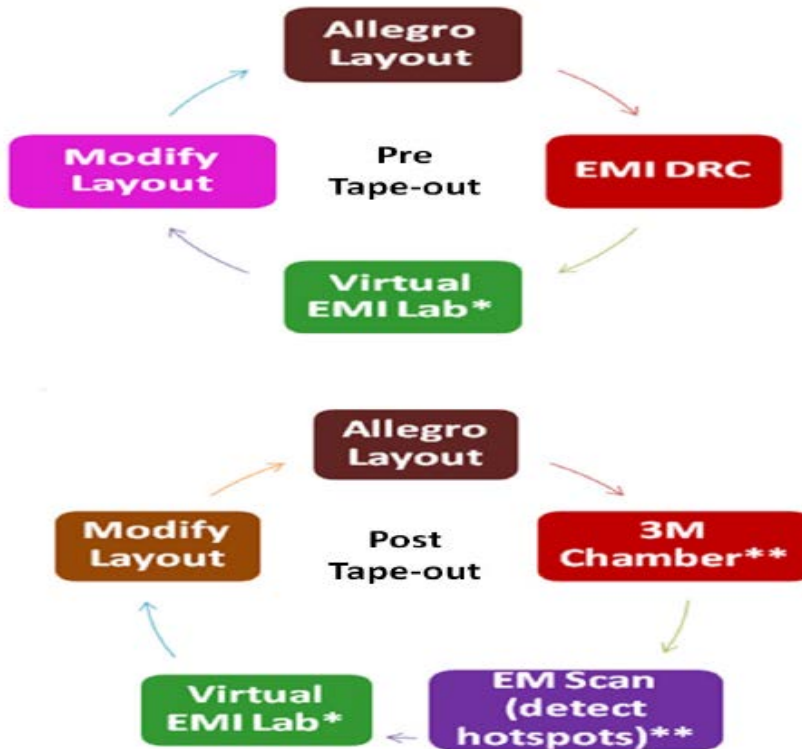 Allegro
Layout
Modify
Layout
Pre
Tape-out
EMI DRC
Virtual
EMI Lab*
Allegro
Layout
Modify
Layout
Post
Tape-out
3M
Chamber**
Virtual
EMI Lab*
EM Scan
(detect
hotspots)**